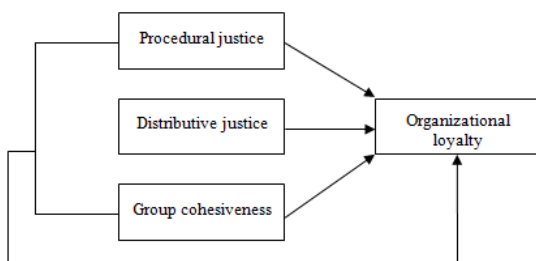 Procedural justice
Distributive justice
Organizational
loyalty
Group cohesiveness